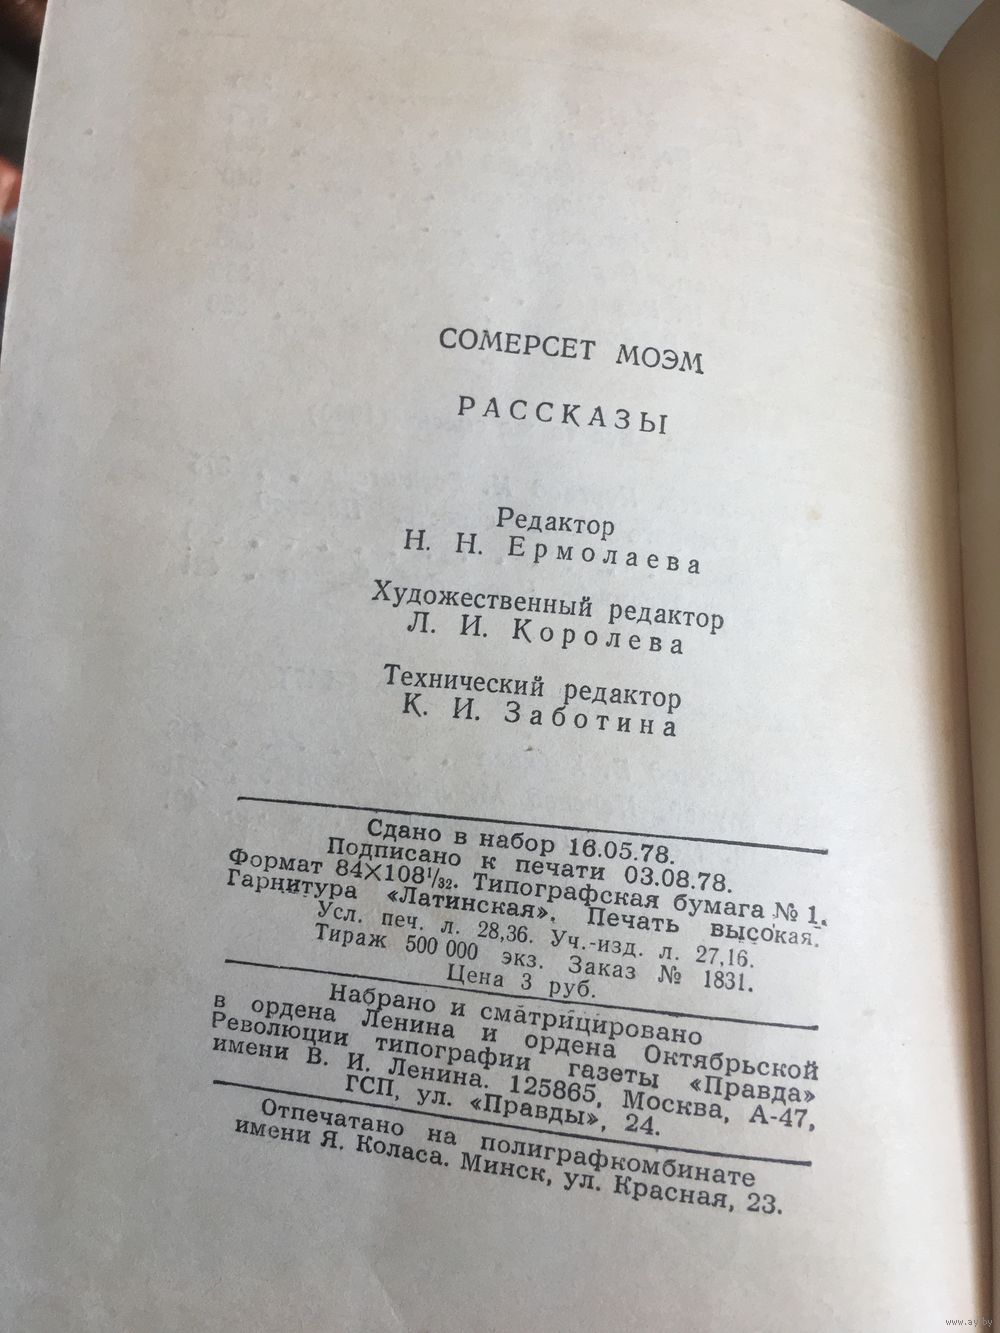 СОМЕРСЕТ МОЭМ
РАССКАЗЫ
Редактор
Н. Н. Ермолаева
Художественный редактор
Л. И. Королева
Технический редактор
К. И. Заботина
Сдано в набор 16.05.78.
Подписано к печати 03.08.78.
Формат 84×108¹/₃₂. Типографская бумага № 1.
Гарнитура «Латинская». Печать высокая.
Усл. печ. л. 28,36. Уч.-изд. л. 27,16.
Тираж 500 000 экз. Заказ № 1831.
Цена 3 руб.
Набрано и сматрицировано
в ордена Ленина и ордена Октябрьской
Революции типографии газеты «Правда»
имени В. И. Ленина. 125865, Москва, А-47,
ГСП, ул. «Правды», 24.
Отпечатано на полиграфкомбинате
имени Я. Коласа. Минск, ул. Красная, 23.
www.ay.by